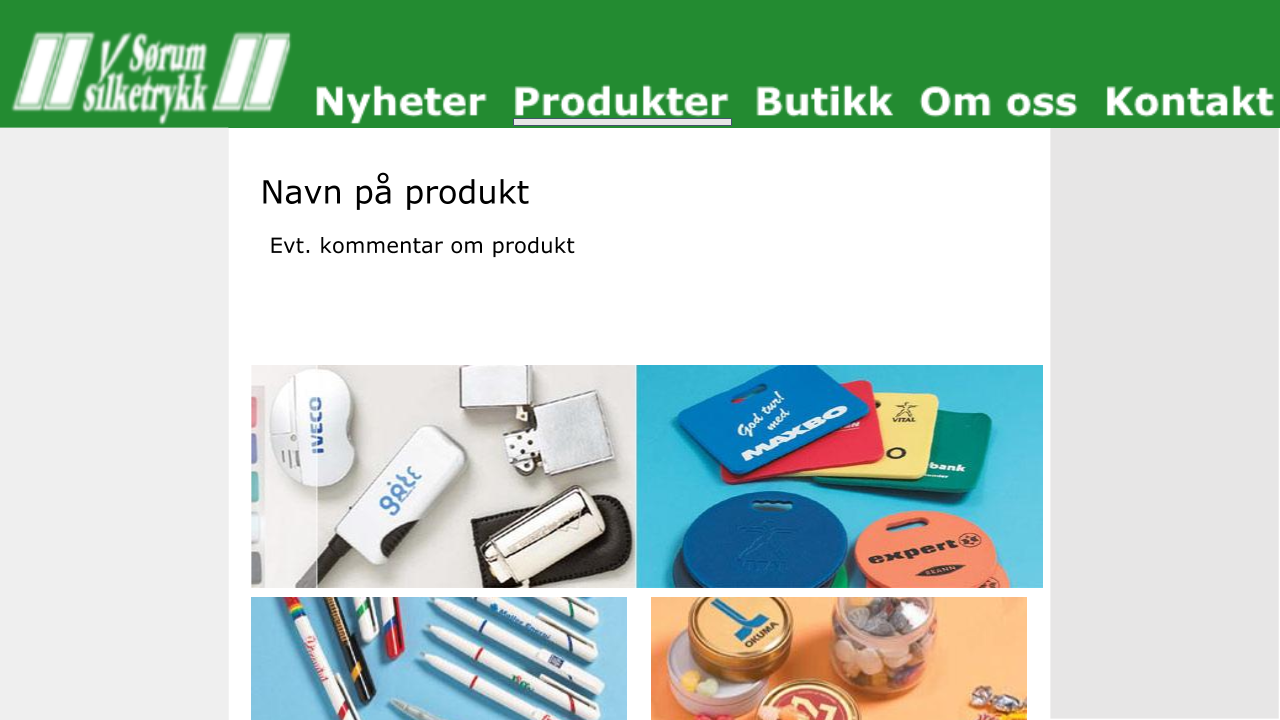 Sørum
silketrykk
Nyheter Produkter Butikk Om oss Kontakt
Navn på produkt
Evt. kommentar om produkt
IVECO
God tur!
med
MAXBO
VITAL
bank
expert
OKUMA